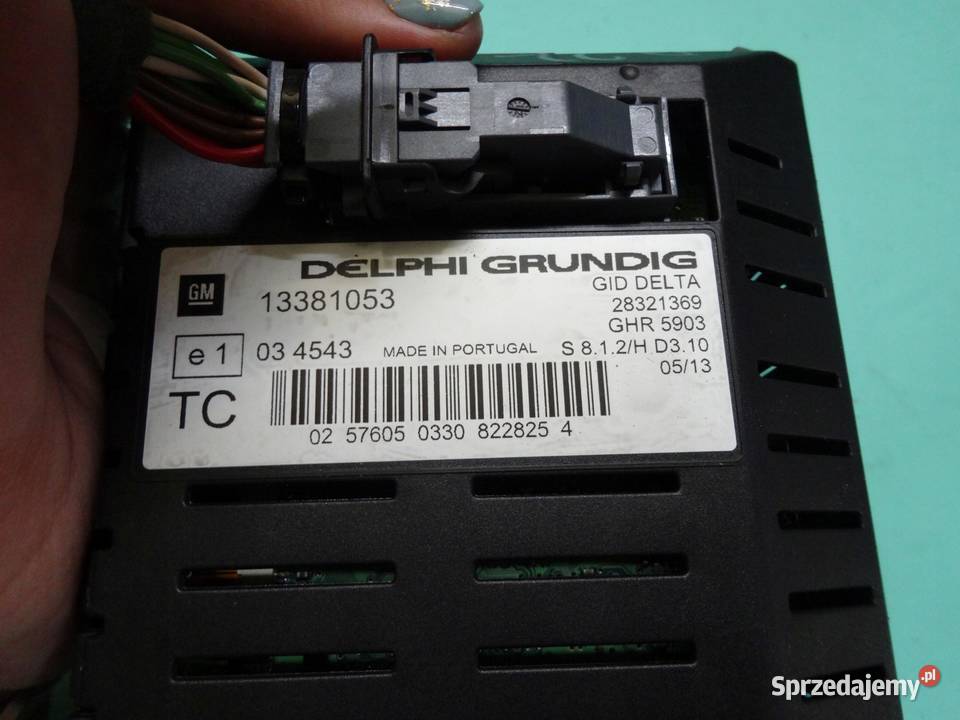 DELPHI GRUNDIG
GM 13381053
GID DELTA
28321369
GHR 5903
e 1 03 4543 MADE IN PORTUGAL S 8.1.2/H D3.10
05/13
TC
02 57605 0330 822825 4
Sprzedajemy.pl